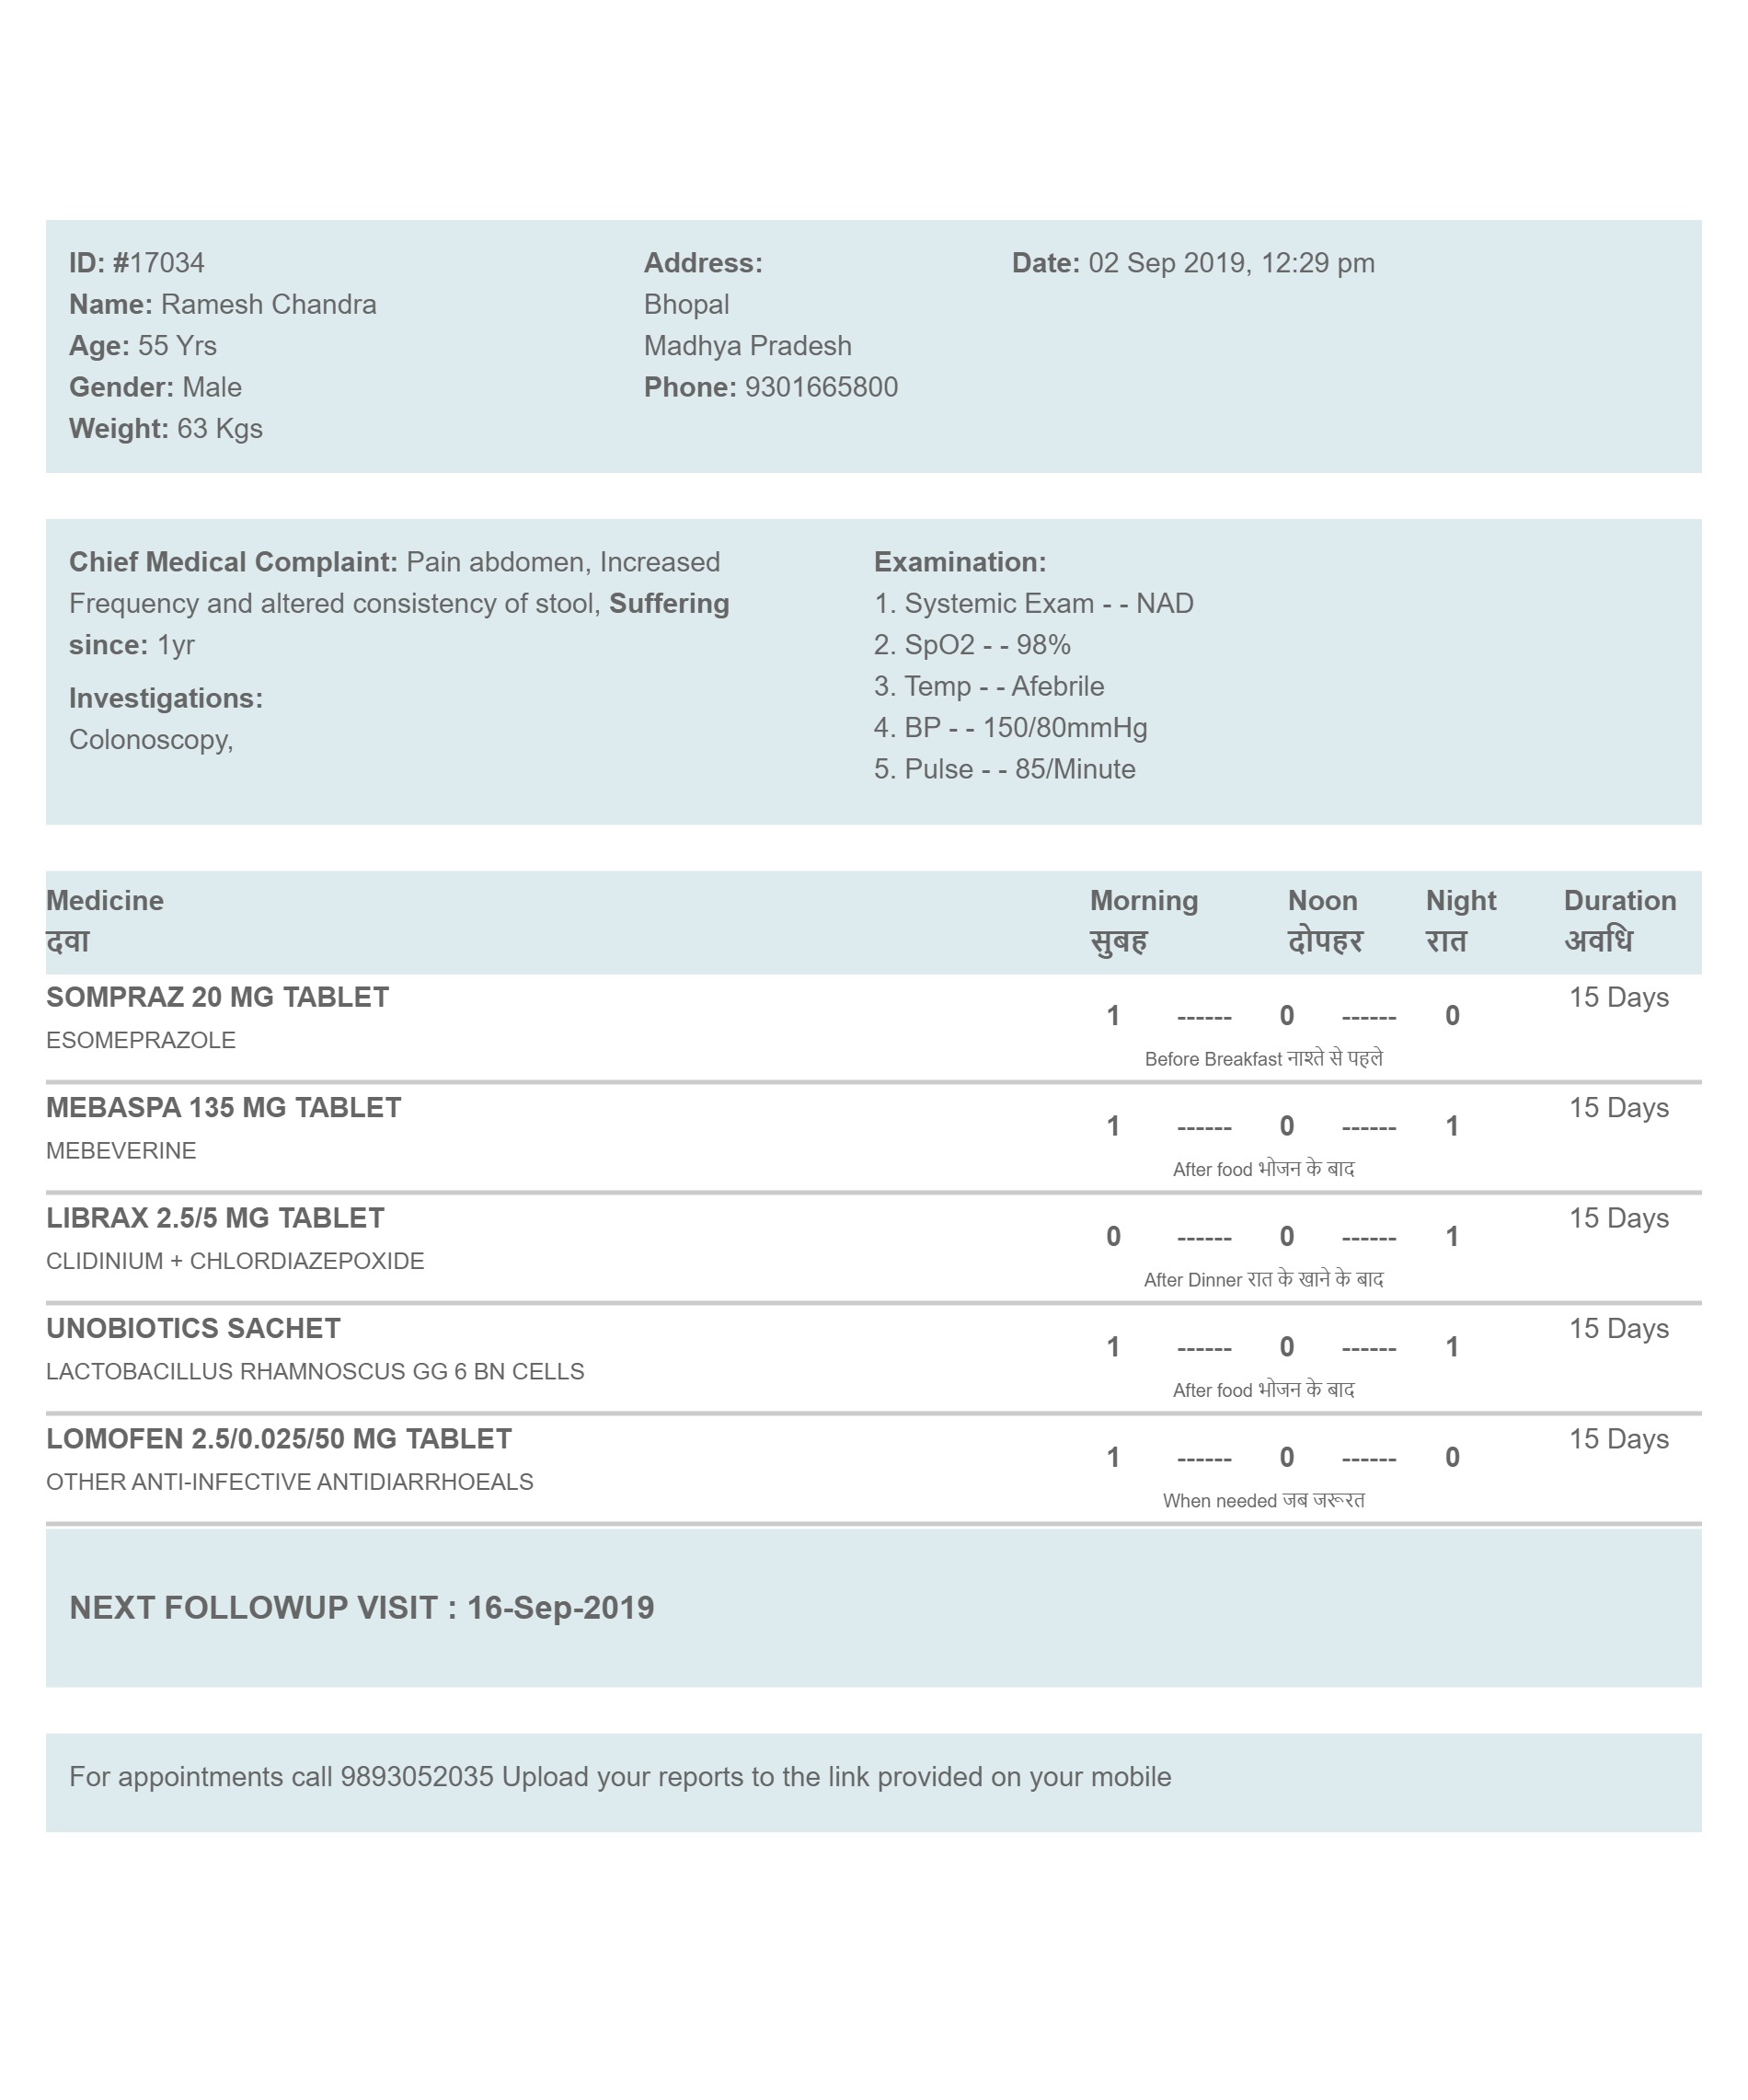 ID: #17034
Name: Ramesh Chandra
Age: 55 Yrs
Gender: Male
Weight: 63 Kgs
Address:
Bhopal
Madhya Pradesh
Phone: 9301665800
Date: 02 Sep 2019, 12:29 pm
Chief Medical Complaint: Pain abdomen, Increased
Frequency and altered consistency of stool, Suffering
since: 1yr
Investigations:
Colonoscopy,
Examination:
1. Systemic Exam - - NAD
2. SpO2 - - 98%
3. Temp - - Afebrile
4. BP - - 150/80mmHg
5. Pulse - - 85/Minute
Medicine Morning Noon Night Duration
दवा सुबह दोपहर रात अवधि
SOMPRAZ 20 MG TABLET 15 Days
1 ------ 0 ------ 0
ESOMEPRAZOLE
Before Breakfast नाश्ते से पहले
MEBASPA 135 MG TABLET 15 Days
1 ------ 0 ------ 1
MEBEVERINE
After food भोजन के बाद
LIBRAX 2.5/5 MG TABLET 15 Days
0 ------ 0 ------ 1
CLIDINIUM + CHLORDIAZEPOXIDE
After Dinner रात के खाने के बाद
UNOBIOTICS SACHET 15 Days
1 ------ 0 ------ 1
LACTOBACILLUS RHAMNOSCUS GG 6 BN CELLS
After food भोजन के बाद
LOMOFEN 2.5/0.025/50 MG TABLET 15 Days
1 ------ 0 ------ 0
OTHER ANTI-INFECTIVE ANTIDIARRHOEALS
When needed जब जरूरत
NEXT FOLLOWUP VISIT : 16-Sep-2019
For appointments call 9893052035 Upload your reports to the link provided on your mobile